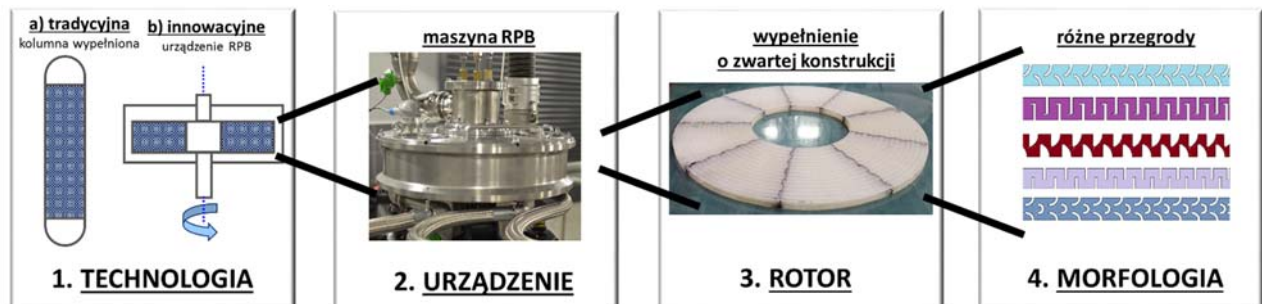 a) tradycyjna
kolumna wypełniona
b) innowacyjne
urządzenie RPB
1. TECHNOLOGIA
maszyna RPB
2. URZĄDZENIE
wypełnienie
o zwartej konstrukcji
3. ROTOR
różne przegrody
4. MORFOLOGIA